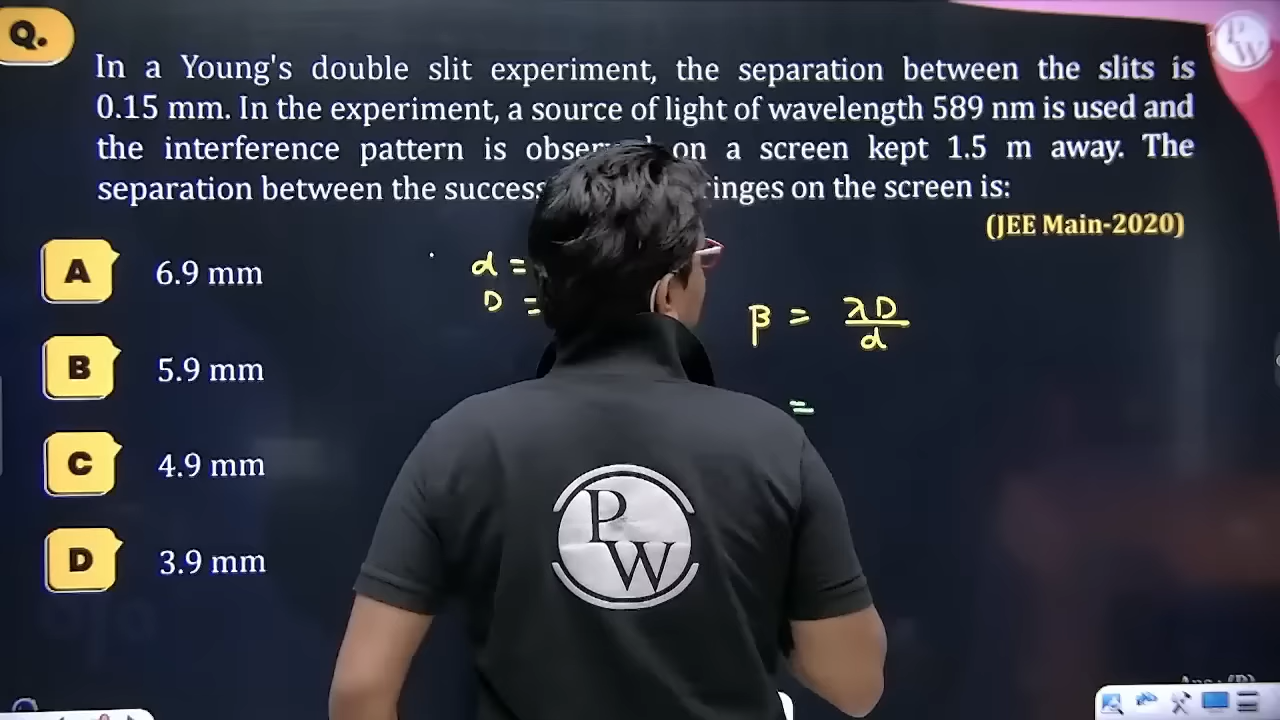 Q.
In a Young's double slit experiment, the separation between the slits is
0.15 mm. In the experiment, a source of light of wavelength 589 nm is used and
the interference pattern is on a screen kept 1.5 m away. The
separation between the on the screen is:
(JEE Main-2020)
A 6.9 mm
B 5.9 mm
C 4.9 mm
D 3.9 mm
d =
D =
β = λD/d
=
PW
PW